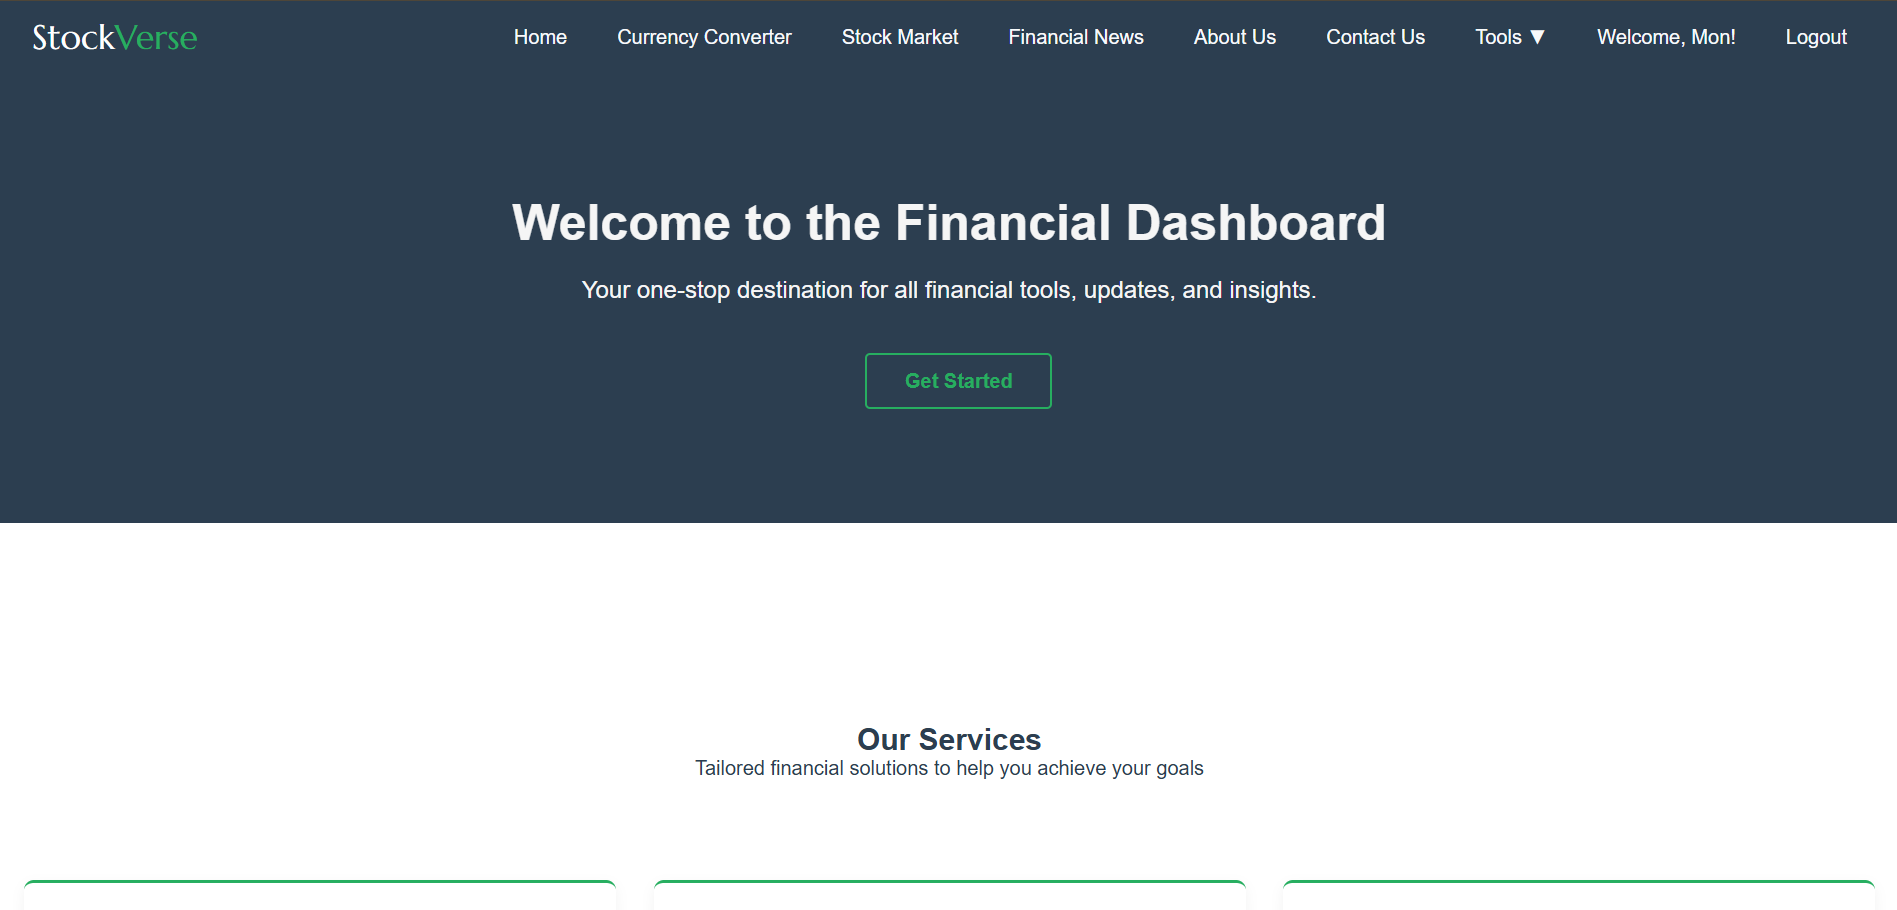 StockVerse Home Currency Converter Stock Market Financial News About Us Contact Us Tools ▼ Welcome, Mon! Logout
Welcome to the Financial Dashboard
Your one-stop destination for all financial tools, updates, and insights.
Get Started
Our Services
Tailored financial solutions to help you achieve your goals